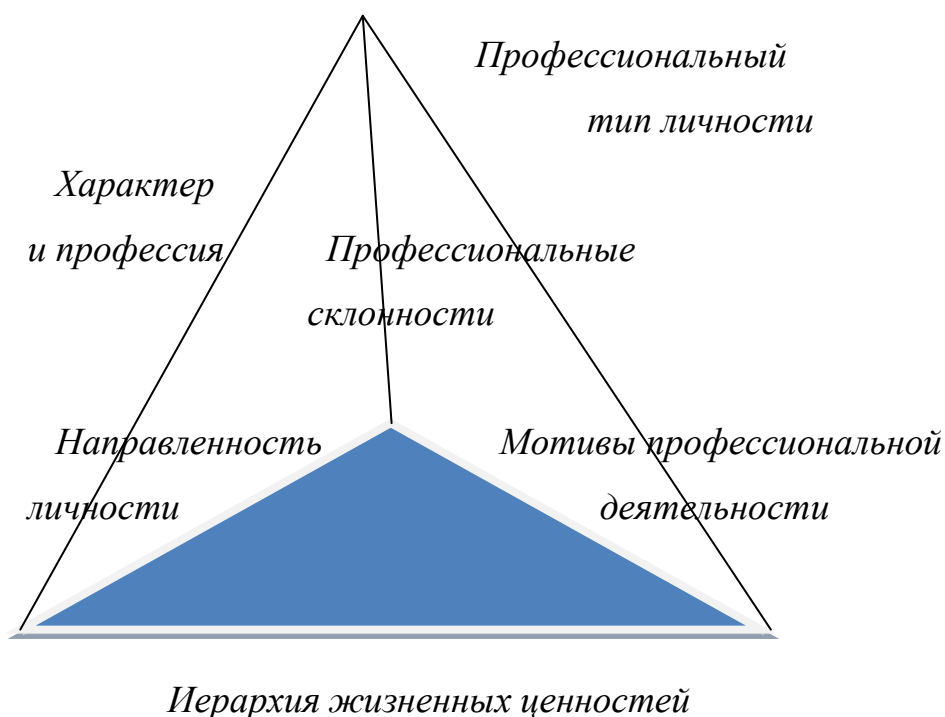 Профессиональный
тип личности
Характер
и профессия
Профессиональные
склонности
Направленность
личности
Мотивы профессиональной
деятельности
Иерархия жизненных ценностей